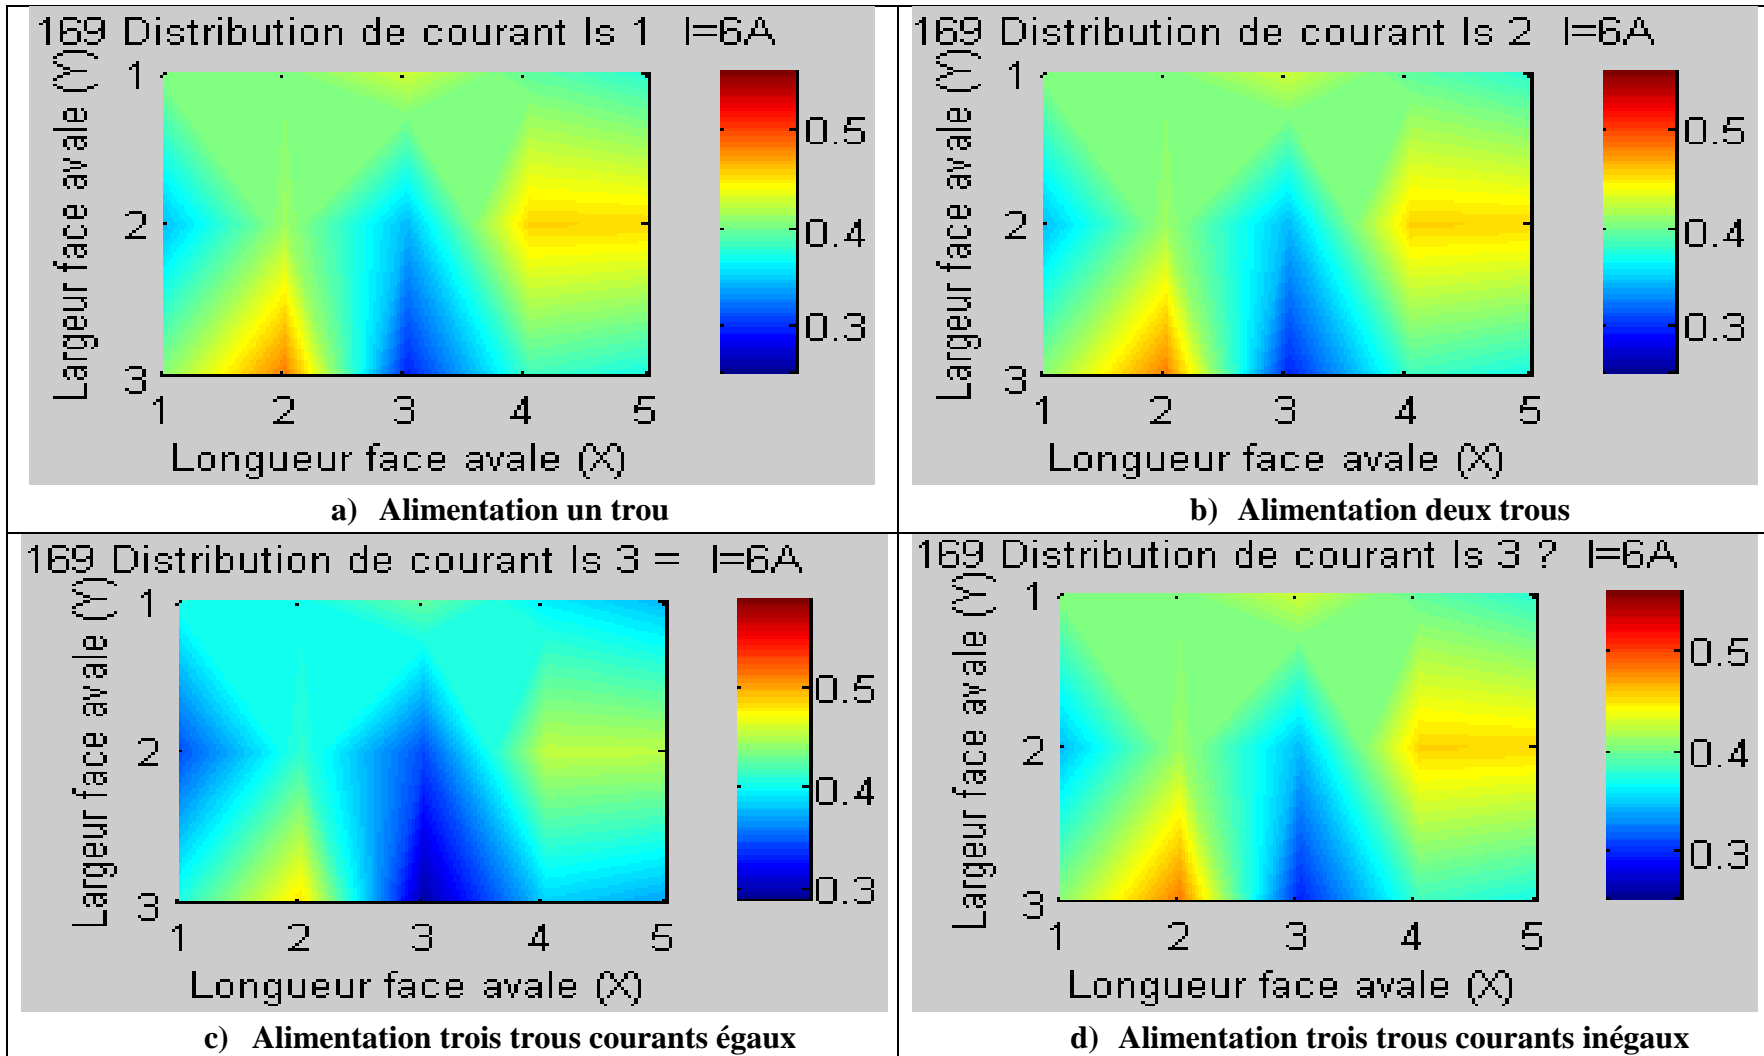 169 Distribution de courant Is 1 I=6A
Largeur face avale (Y)
1
2
3
1 2 3 4 5
Longueur face avale (X)
0.5
0.4
0.3
a) Alimentation un trou
169 Distribution de courant Is 2 I=6A
Largeur face avale (Y)
1
2
3
1 2 3 4 5
Longueur face avale (X)
0.5
0.4
0.3
b) Alimentation deux trous
169 Distribution de courant Is 3 = I=6A
Largeur face avale (Y)
1
2
3
1 2 3 4 5
Longueur face avale (X)
0.5
0.4
0.3
c) Alimentation trois trous courants égaux
169 Distribution de courant Is 3 ? I=6A
Largeur face avale (Y)
1
2
3
1 2 3 4 5
Longueur face avale (X)
0.5
0.4
0.3
d) Alimentation trois trous courants inégaux